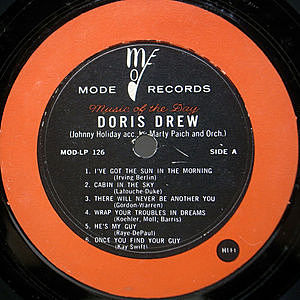 mf
o
MODE RECORDS
Music of the Day
DORIS DREW
(Johnny Holiday acc. by Marty Paich and Orch.)
MOD-LP 126 SIDE A
1. I'VE GOT THE SUN IN THE MORNING
(Irving Berlin)
2. CABIN IN THE SKY
(Latouche-Duke)
3. THERE WILL NEVER BE ANOTHER YOU
(Gordon-Warren)
4. WRAP YOUR TROUBLES IN DREAMS
(Koehler, Moll; Barris)
5. HE'S MY GUY
(Raye-DePaul)
6. ONCE YOU FIND YOUR GUY
(Kay Swift)
HI FI